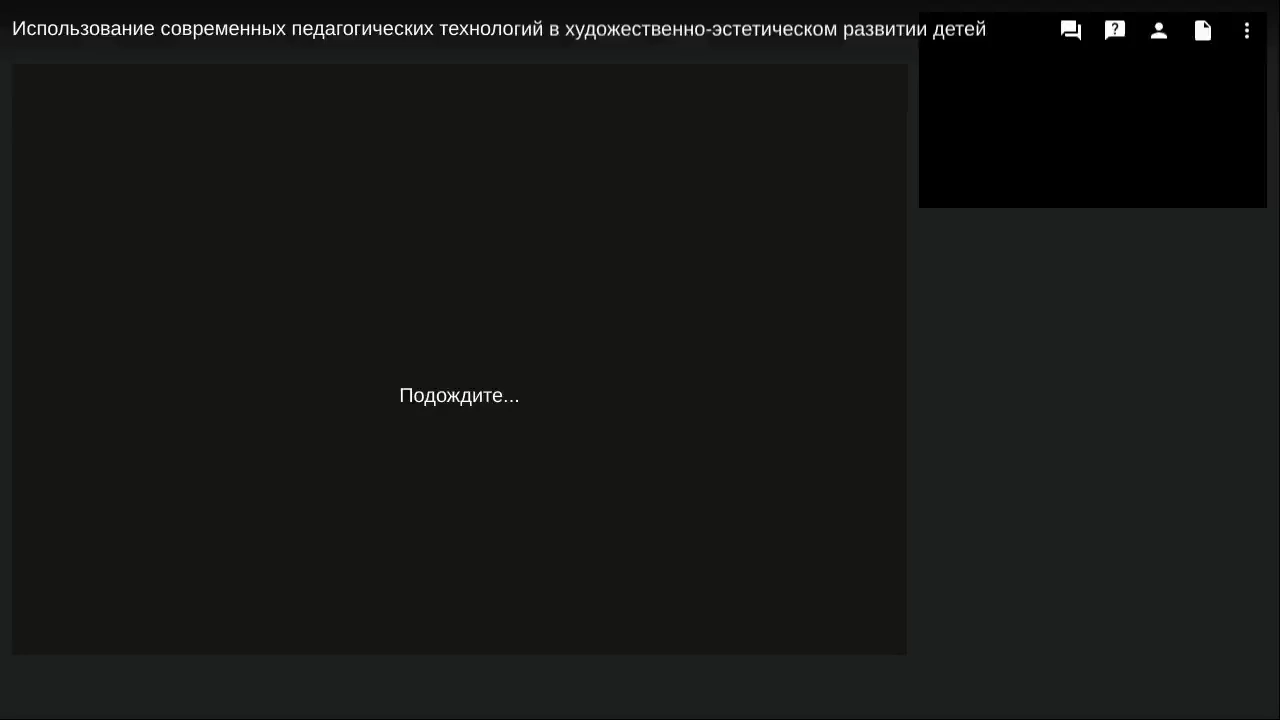 Использование современных педагогических технологий в художественно-эстетическом развитии детей
Подождите...